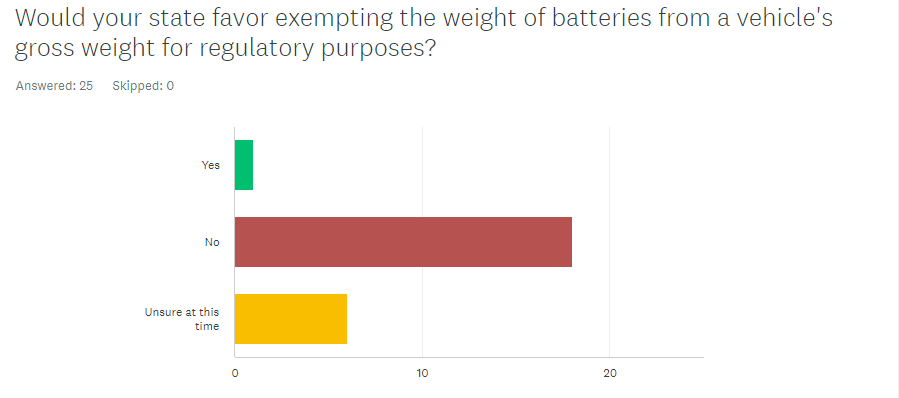 Would your state favor exempting the weight of batteries from a vehicle's
gross weight for regulatory purposes?
Answered: 25 Skipped: 0
Yes
No
Unsure at this
time
0 10 20